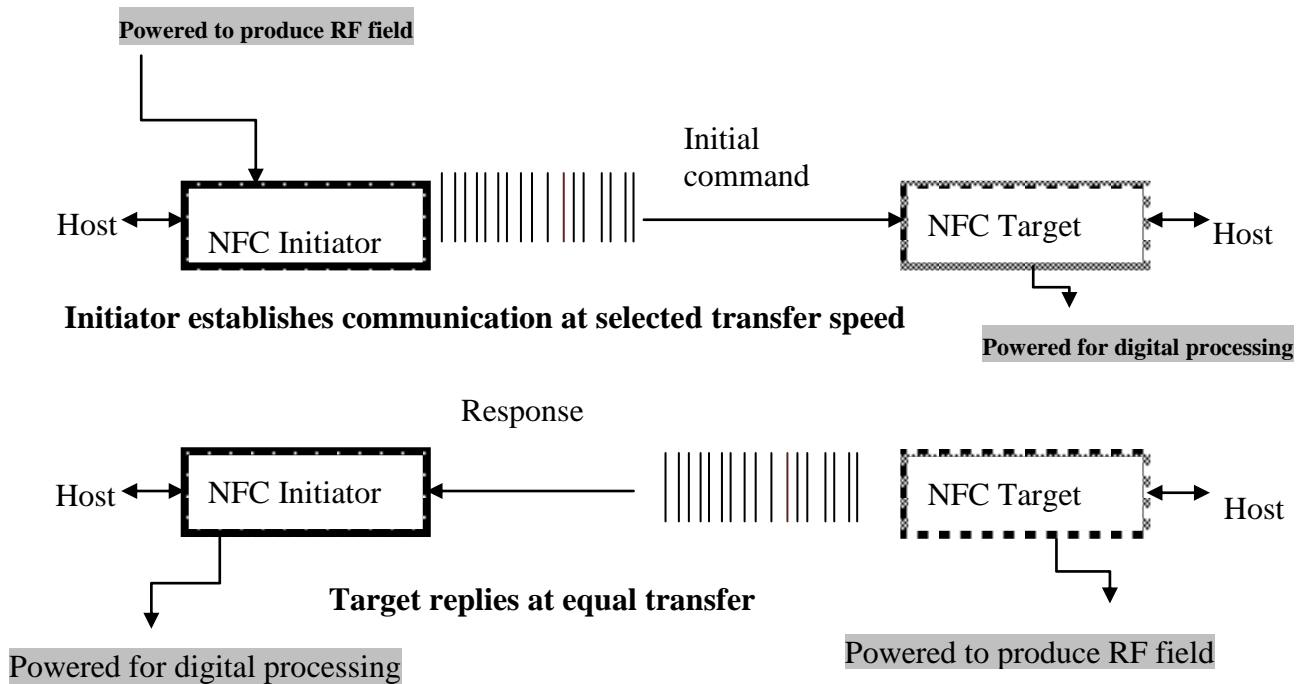 Powered to produce RF field
Initial
command
Host
NFC Initiator
NFC Target
Host
Initiator establishes communication at selected transfer speed
Powered for digital processing
Response
Host
NFC Initiator
NFC Target
Host
Target replies at equal transfer
Powered for digital processing
Powered to produce RF field